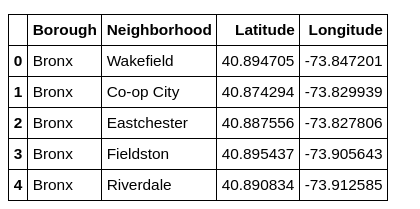 Borough Neighborhood Latitude Longitude
0 Bronx Wakefield 40.894705 -73.847201
1 Bronx Co-op City 40.874294 -73.829939
2 Bronx Eastchester 40.887556 -73.827806
3 Bronx Fieldston 40.895437 -73.905643
4 Bronx Riverdale 40.890834 -73.912585